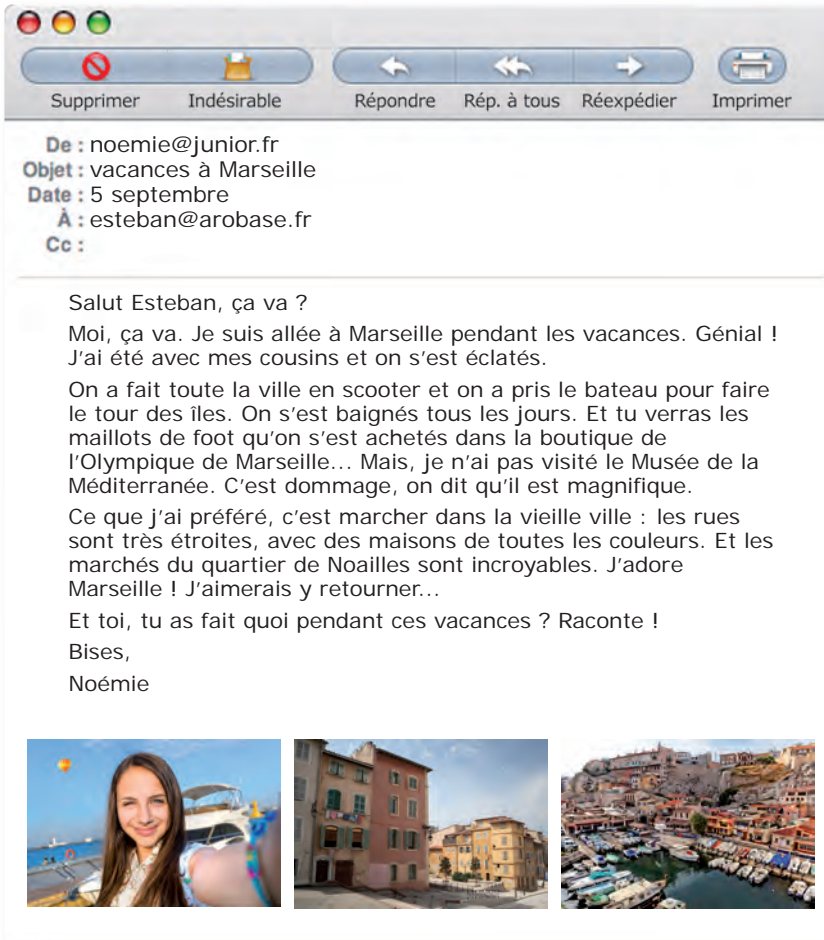 Supprimer Indésirable Répondre Rép. à tous Réexpédier Imprimer
De : noemie@junior.fr
Objet : vacances à Marseille
Date : 5 septembre
À : esteban@arobase.fr
Cc :
Salut Esteban, ça va ?
Moi, ça va. Je suis allée à Marseille pendant les vacances. Génial !
J'ai été avec mes cousins et on s'est éclatés.
On a fait toute la ville en scooter et on a pris le bateau pour faire
le tour des îles. On s'est baignés tous les jours. Et tu verras les
maillots de foot qu'on s'est achetés dans la boutique de
l'Olympique de Marseille... Mais, je n'ai pas visité le Musée de la
Méditerranée. C'est dommage, on dit qu'il est magnifique.
Ce que j'ai préféré, c'est marcher dans la vieille ville : les rues
sont très étroites, avec des maisons de toutes les couleurs. Et les
marchés du quartier de Noailles sont incroyables. J'adore
Marseille ! J'aimerais y retourner...
Et toi, tu as fait quoi pendant ces vacances ? Raconte !
Bises,
Noémie